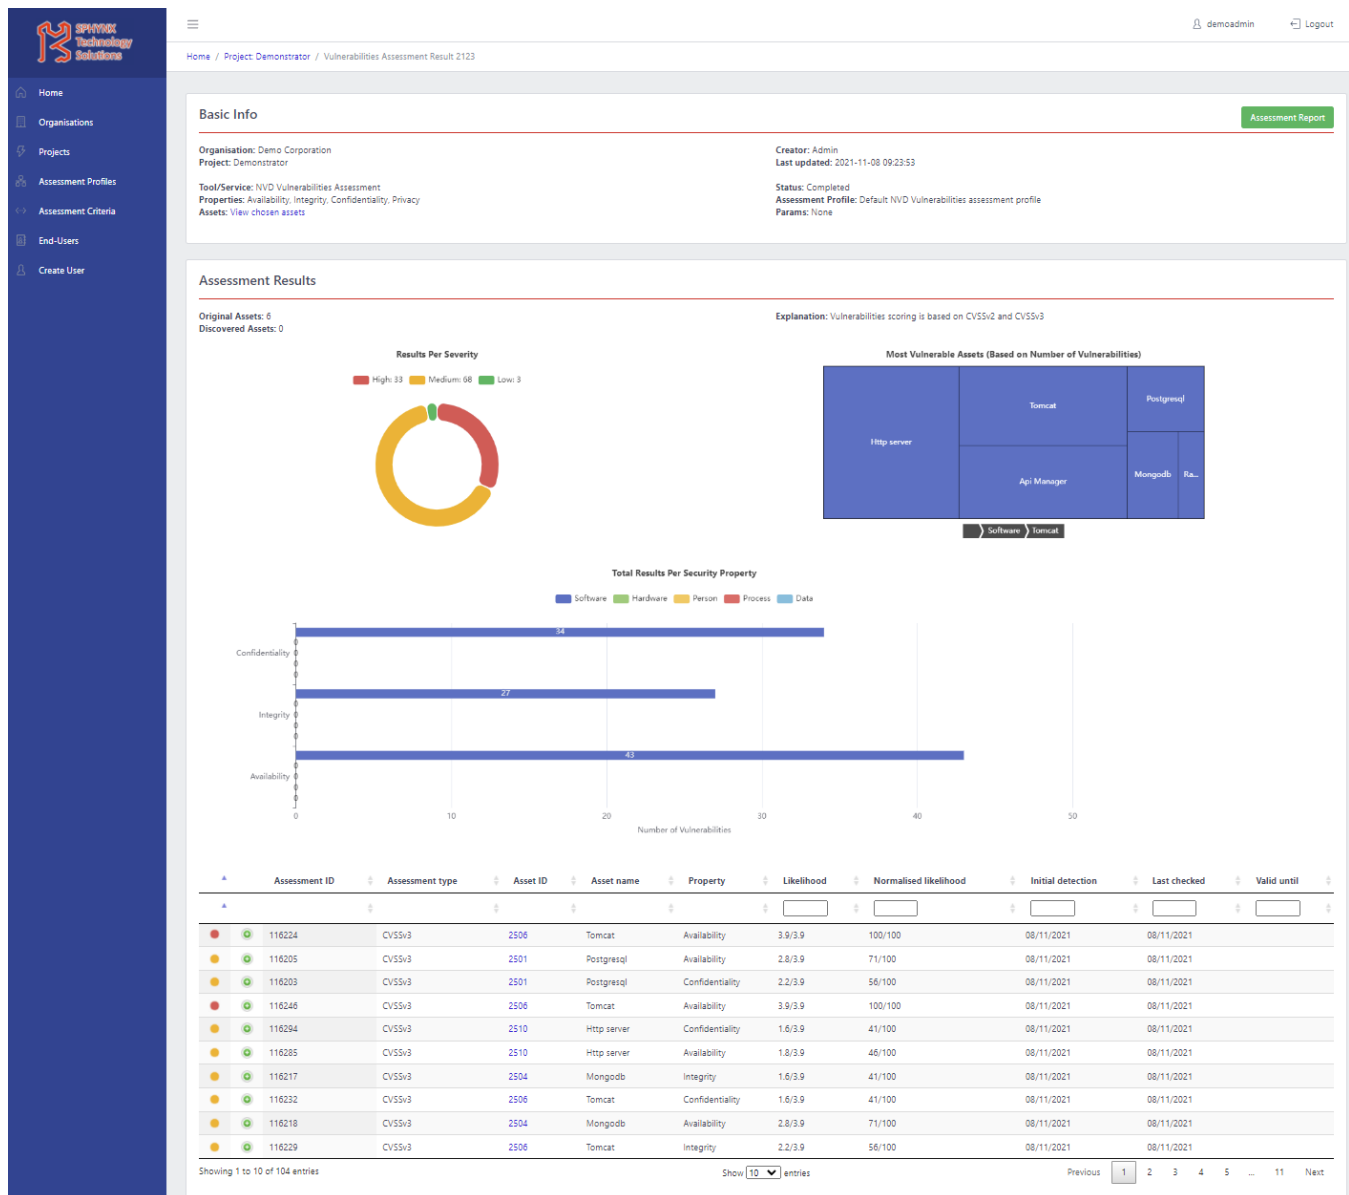 SPHYNX
Technology
Solutions
demoadmin
Logout
Home / Project: Demonstrator / Vulnerabilities Assessment Result 2123
Home
Organisations
Projects
Assessment Profiles
Assessment Criteria
End-Users
Create User
Basic Info
Assessment Report
Organisation: Demo Corporation
Project: Demonstrator
Creator: Admin
Last updated: 2021-11-08 09:23:53
Tool/Service: NVD Vulnerabilities Assessment
Properties: Availability, Integrity, Confidentiality, Privacy
Assets: View chosen assets
Status: Completed
Assessment Profile: Default NVD Vulnerabilities assessment profile
Params: None
Assessment Results
Original Assets: 6
Discovered Assets: 0
Explanation: Vulnerabilities scoring is based on CVSSv2 and CVSSv3
Results Per Severity
High: 33 Medium: 68 Low: 3
Most Vulnerable Assets (Based on Number of Vulnerabilities)
Http server
Tomcat
Api Manager
Postgresql
Mongodb
Ra...
Software Tomcat
Total Results Per Security Property
Software Hardware Person Process Data
34
0
0
0
0
Confidentiality
27
0
0
0
0
Integrity
43
0
0
0
0
Availability
0 10 20 30 40 50
Number of Vulnerabilities
Assessment ID Assessment type Asset ID Asset name Property Likelihood Normalised likelihood Initial detection Last checked Valid until
116224 CVSSv3 2506 Tomcat Availability 3.9/3.9 100/100 08/11/2021 08/11/2021
116205 CVSSv3 2501 Postgresql Availability 2.8/3.9 71/100 08/11/2021 08/11/2021
116203 CVSSv3 2501 Postgresql Confidentiality 2.2/3.9 56/100 08/11/2021 08/11/2021
116246 CVSSv3 2506 Tomcat Availability 3.9/3.9 100/100 08/11/2021 08/11/2021
116294 CVSSv3 2510 Http server Confidentiality 1.6/3.9 41/100 08/11/2021 08/11/2021
116285 CVSSv3 2510 Http server Availability 1.8/3.9 46/100 08/11/2021 08/11/2021
116217 CVSSv3 2504 Mongodb Integrity 1.6/3.9 41/100 08/11/2021 08/11/2021
116232 CVSSv3 2506 Tomcat Confidentiality 1.6/3.9 41/100 08/11/2021 08/11/2021
116218 CVSSv3 2504 Mongodb Availability 2.8/3.9 71/100 08/11/2021 08/11/2021
116229 CVSSv3 2506 Tomcat Integrity 2.2/3.9 56/100 08/11/2021 08/11/2021
Showing 1 to 10 of 104 entries
Show 10 entries
Previous 1 2 3 4 5 ... 11 Next